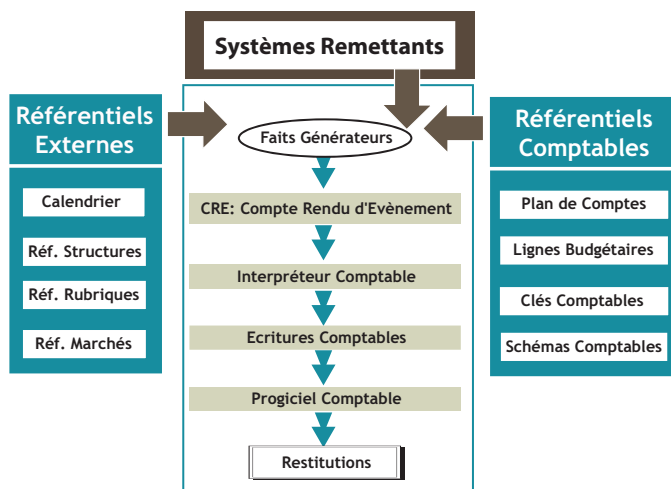 Systèmes Remettants
Référentiels
Externes
Calendrier
Réf. Structures
Réf. Rubriques
Réf. Marchés
Faits Générateurs
CRE: Compte Rendu d'Evènement
Interpréteur Comptable
Ecritures Comptables
Progiciel Comptable
Restitutions
Référentiels
Comptables
Plan de Comptes
Lignes Budgétaires
Clés Comptables
Schémas Comptables